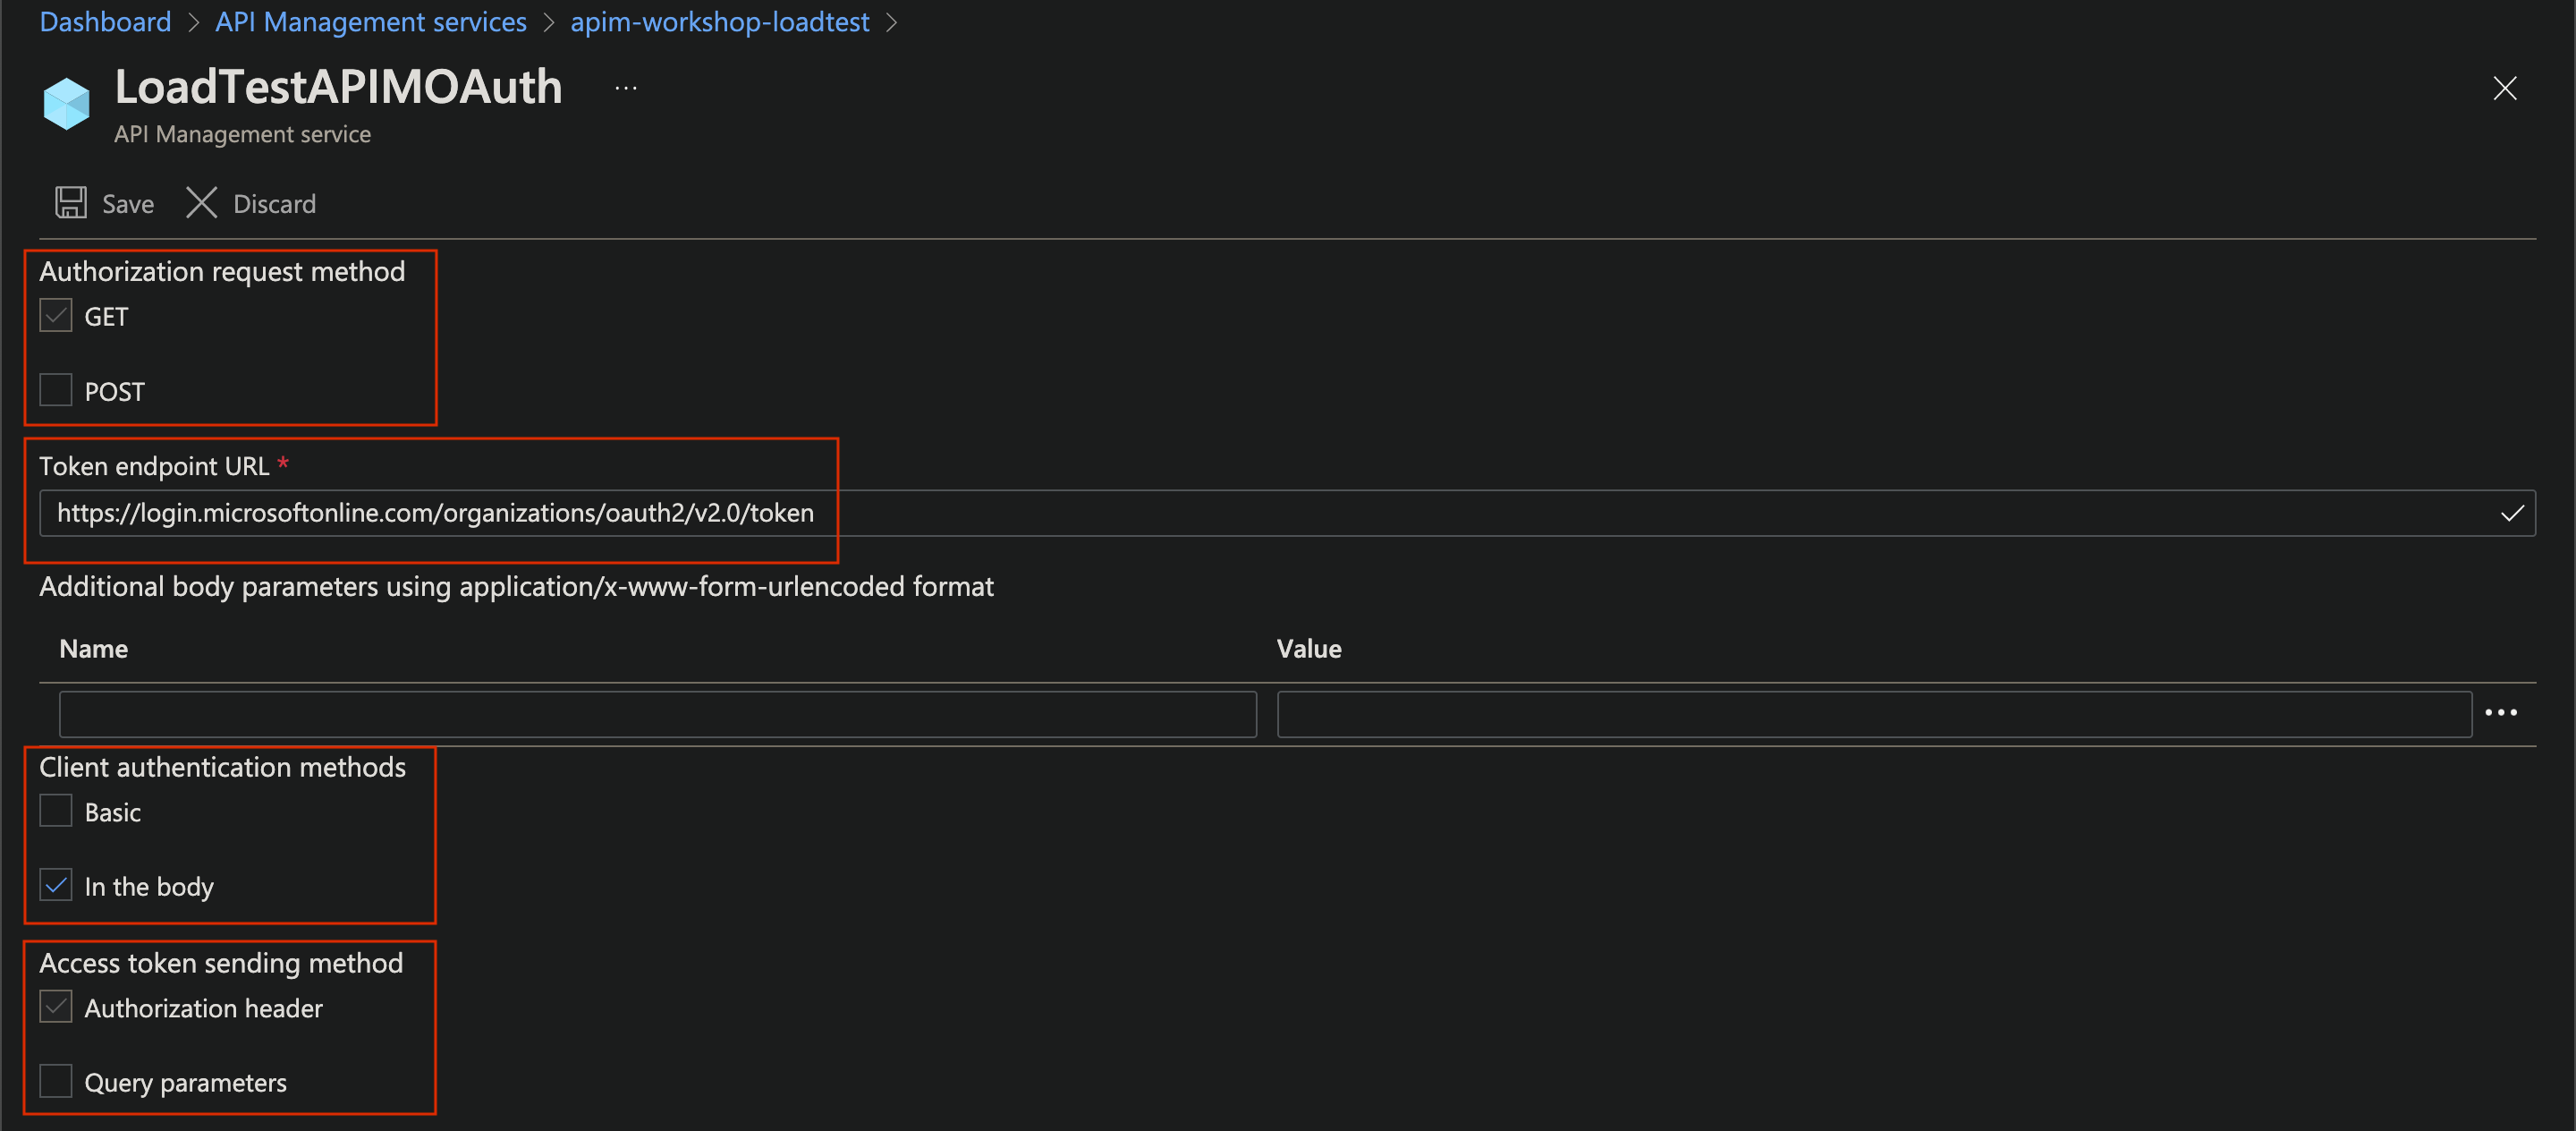 Dashboard > API Management services > apim-workshop-loadtest >
LoadTestAPIMOAuth ...
API Management service
Save Discard
Authorization request method
GET
POST
Token endpoint URL *
https://login.microsoftonline.com/organizations/oauth2/v2.0/token
Additional body parameters using application/x-www-form-urlencoded format
Name Value
Client authentication methods
Basic
In the body
Access token sending method
Authorization header
Query parameters